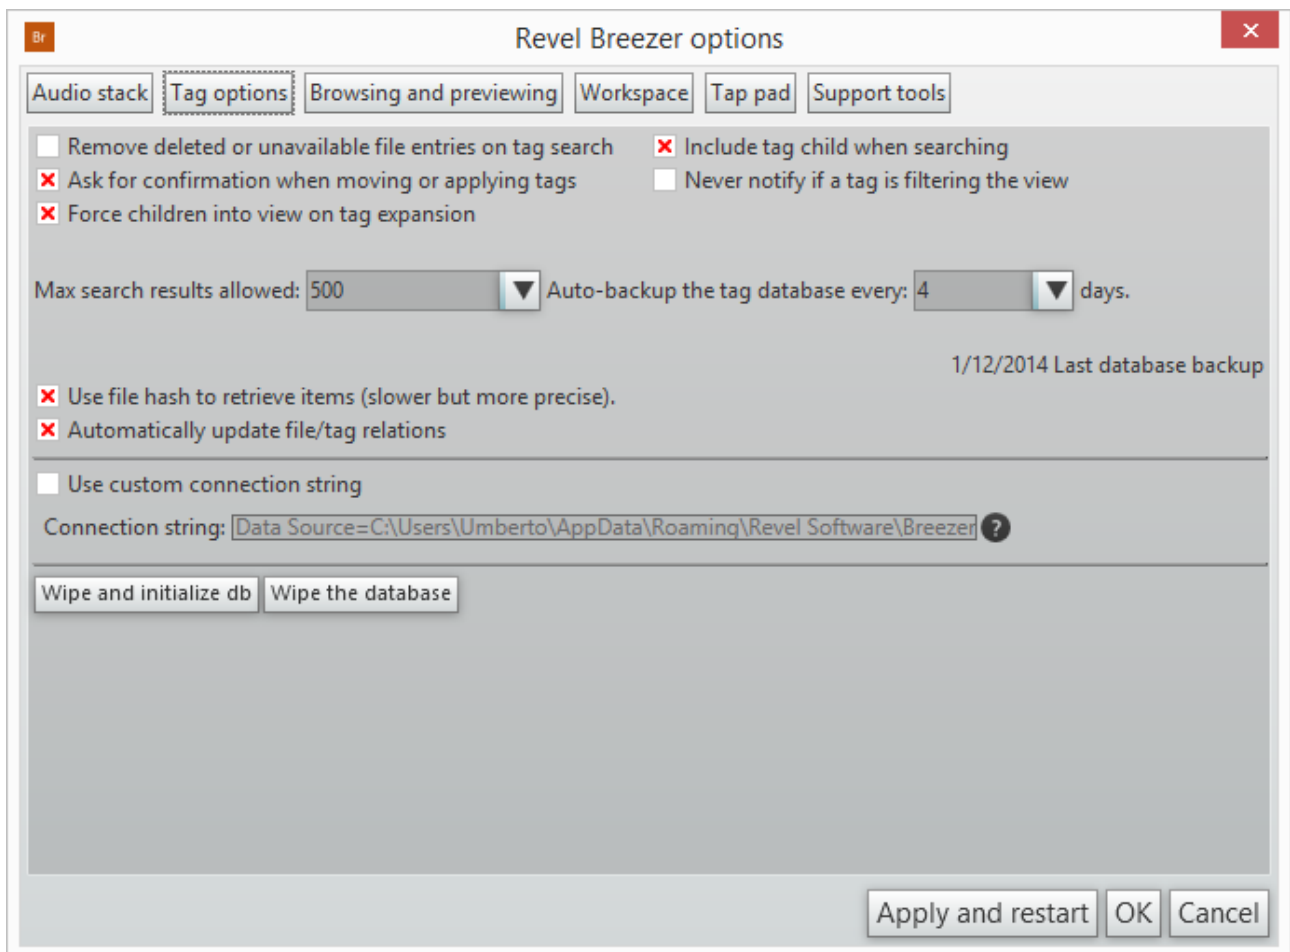 Br
Revel Breezer options
Audio stack Tag options Browsing and previewing Workspace Tap pad Support tools
Remove deleted or unavailable file entries on tag search Include tag child when searching
Ask for confirmation when moving or applying tags Never notify if a tag is filtering the view
Force children into view on tag expansion
Max search results allowed: 500 Auto-backup the tag database every: 4 days.
1/12/2014 Last database backup
Use file hash to retrieve items (slower but more precise).
Automatically update file/tag relations
Use custom connection string
Connection string: Data Source=C:\Users\Umberto\AppData\Roaming\Revel Software\Breezer ?
Wipe and initialize db Wipe the database
Apply and restart OK Cancel